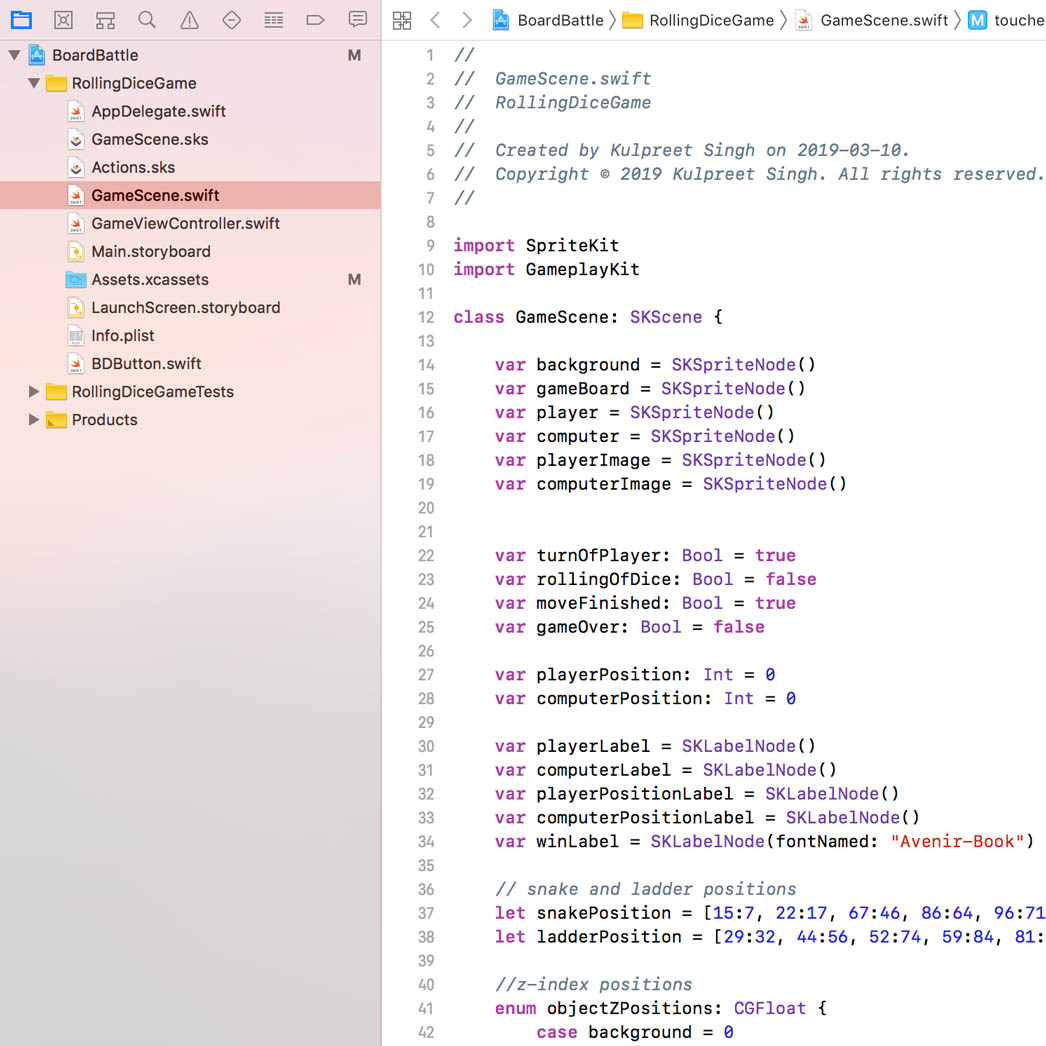 BoardBattle
M
RollingDiceGame
AppDelegate.swift
GameScene.sks
Actions.sks
GameScene.swift
GameViewController.swift
Main.storyboard
Assets.xcassets
M
LaunchScreen.storyboard
Info.plist
BDButton.swift
RollingDiceGameTests
Products
BoardBattle 〉 RollingDiceGame 〉 GameScene.swift 〉 M touche
1 //
2 //  GameScene.swift
3 //  RollingDiceGame
4 //
5 //  Created by Kulpreet Singh on 2019-03-10.
6 //  Copyright © 2019 Kulpreet Singh. All rights reserved.
7 //
8
9 import SpriteKit
10 import GameplayKit
11
12 class GameScene: SKScene {
13
14     var background = SKSpriteNode()
15     var gameBoard = SKSpriteNode()
16     var player = SKSpriteNode()
17     var computer = SKSpriteNode()
18     var playerImage = SKSpriteNode()
19     var computerImage = SKSpriteNode()
20
21
22     var turnOfPlayer: Bool = true
23     var rollingOfDice: Bool = false
24     var moveFinished: Bool = true
25     var gameOver: Bool = false
26
27     var playerPosition: Int = 0
28     var computerPosition: Int = 0
29
30     var playerLabel = SKLabelNode()
31     var computerLabel = SKLabelNode()
32     var playerPositionLabel = SKLabelNode()
33     var computerPositionLabel = SKLabelNode()
34     var winLabel = SKLabelNode(fontNamed: "Avenir-Book")
35
36     // snake and ladder positions
37     let snakePosition = [15:7, 22:17, 67:46, 86:64, 96:71
38     let ladderPosition = [29:32, 44:56, 52:74, 59:84, 81:
39
40     //z-index positions
41     enum objectZPositions: CGFloat {
42         case background = 0